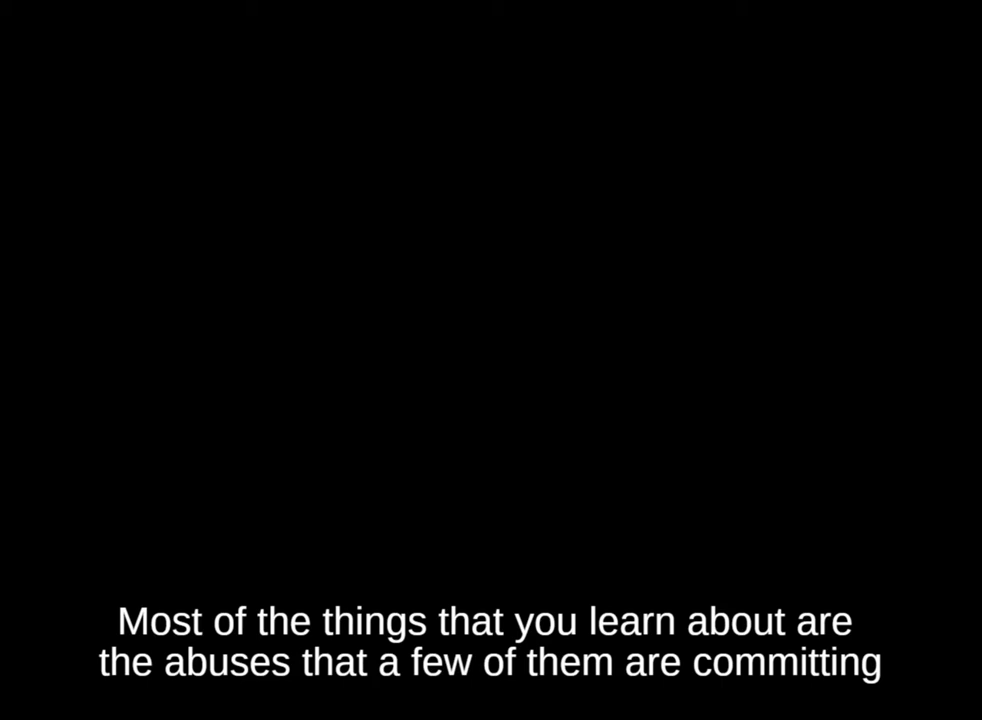 Most of the things that you learn about are
the abuses that a few of them are committing